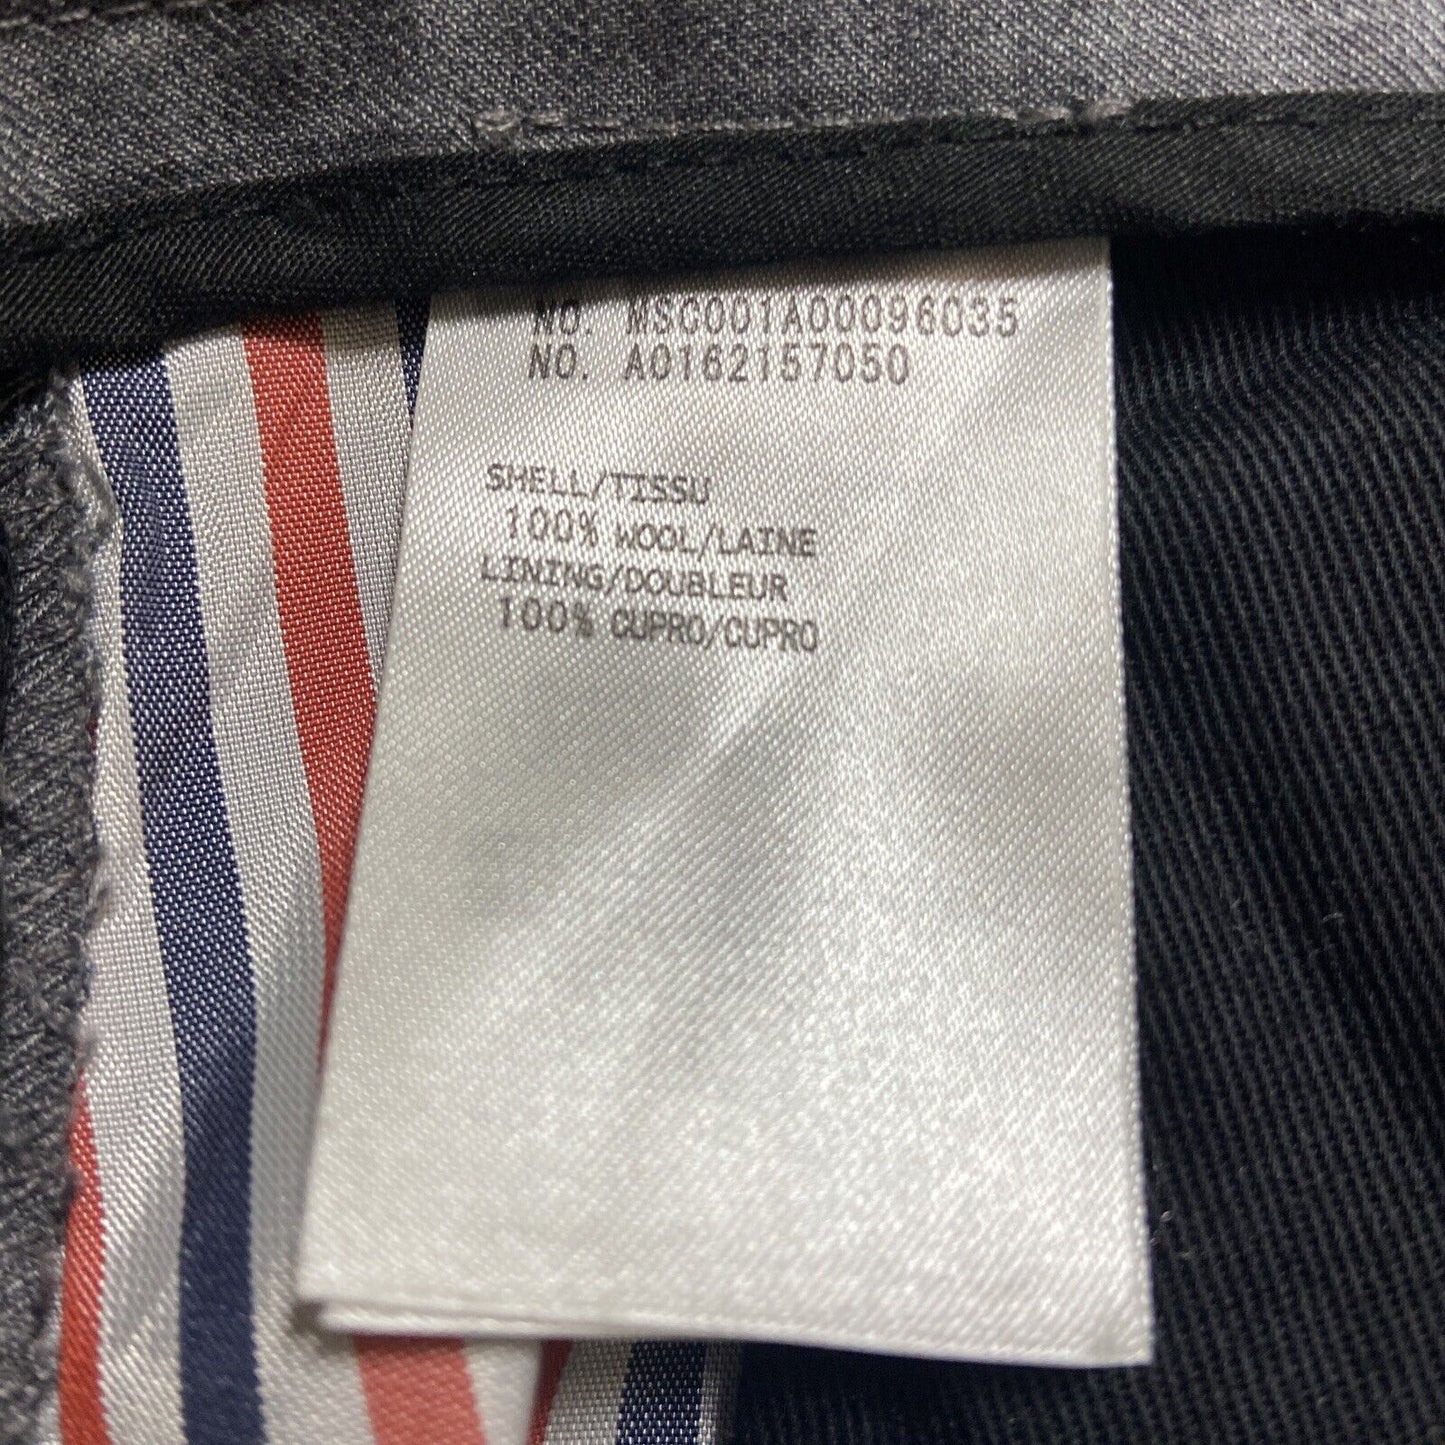 NO. MSC001A00096035
NO. A0162157050
SHELL/TISSU
100% WOOL/LAINE
LINING/DOUBLEUR
100% CUPRO/CUPRO